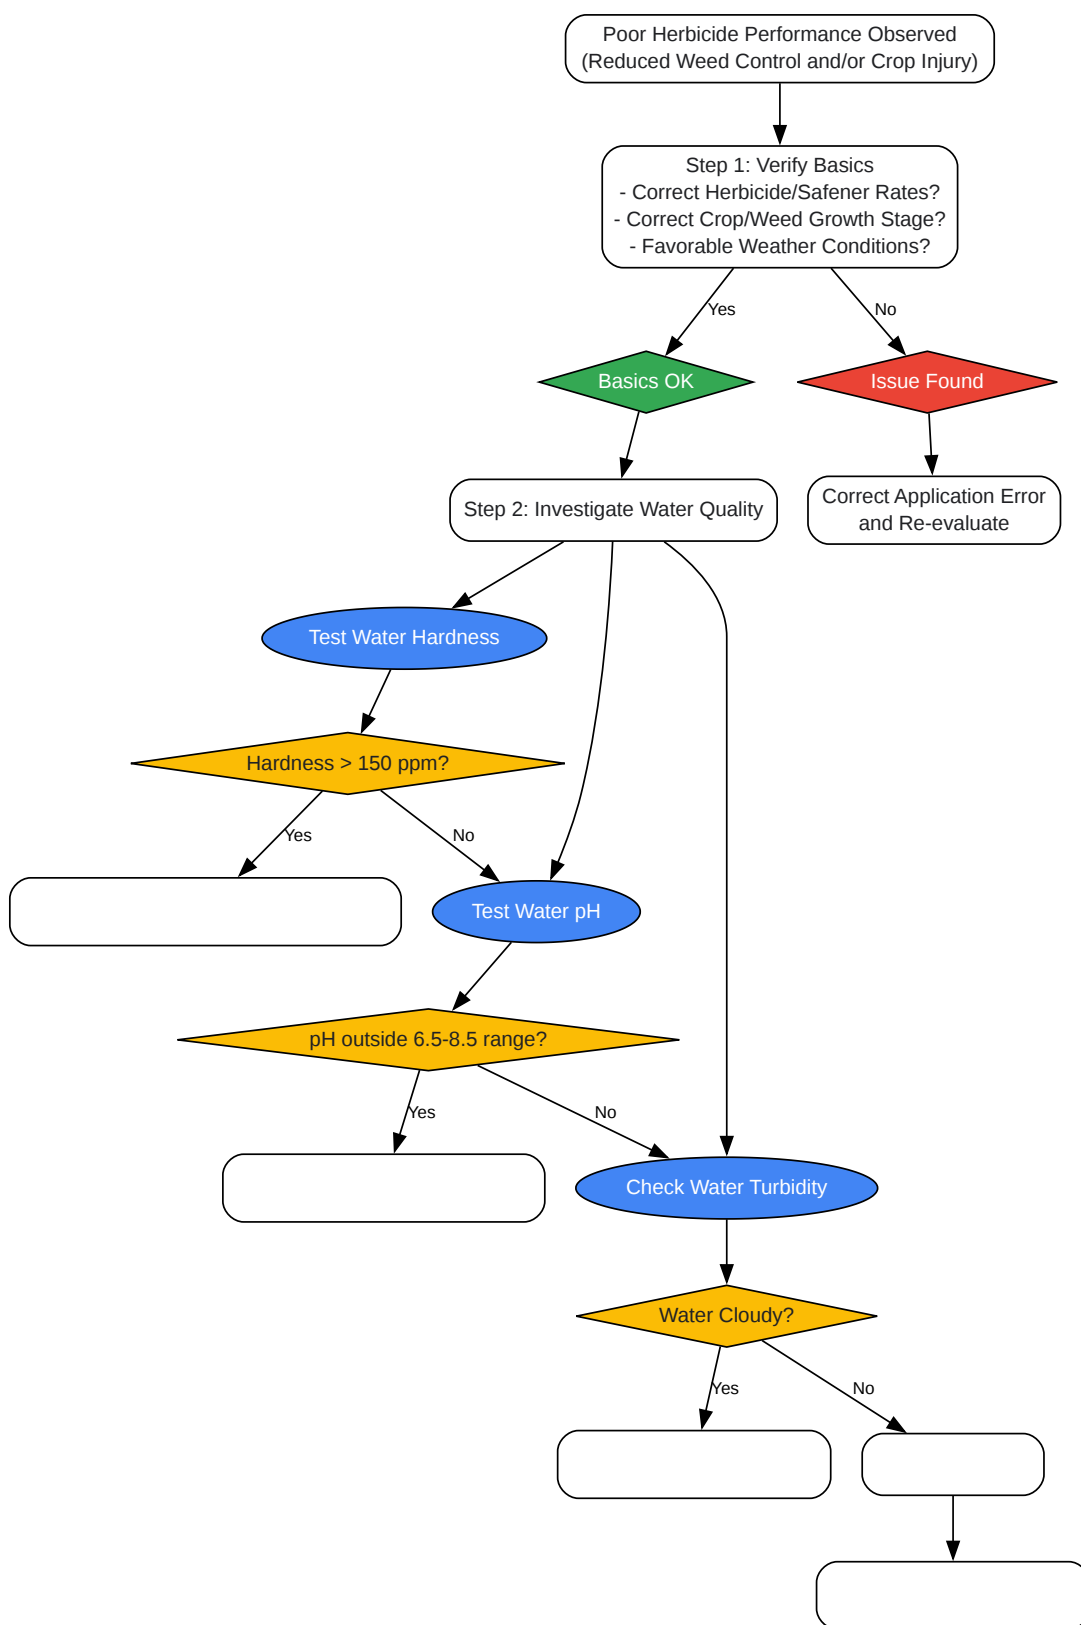 Poor Herbicide Performance Observed
(Reduced Weed Control and/or Crop Injury)
Step 1: Verify Basics
- Correct Herbicide/Safener Rates?
- Correct Crop/Weed Growth Stage?
- Favorable Weather Conditions?
Yes
No
Basics OK
Issue Found
Step 2: Investigate Water Quality
Correct Application Error
and Re-evaluate
Test Water Hardness
Hardness > 150 ppm?
Yes
No
Test Water pH
pH outside 6.5-8.5 range?
Yes
No
Check Water Turbidity
Water Cloudy?
Yes
No